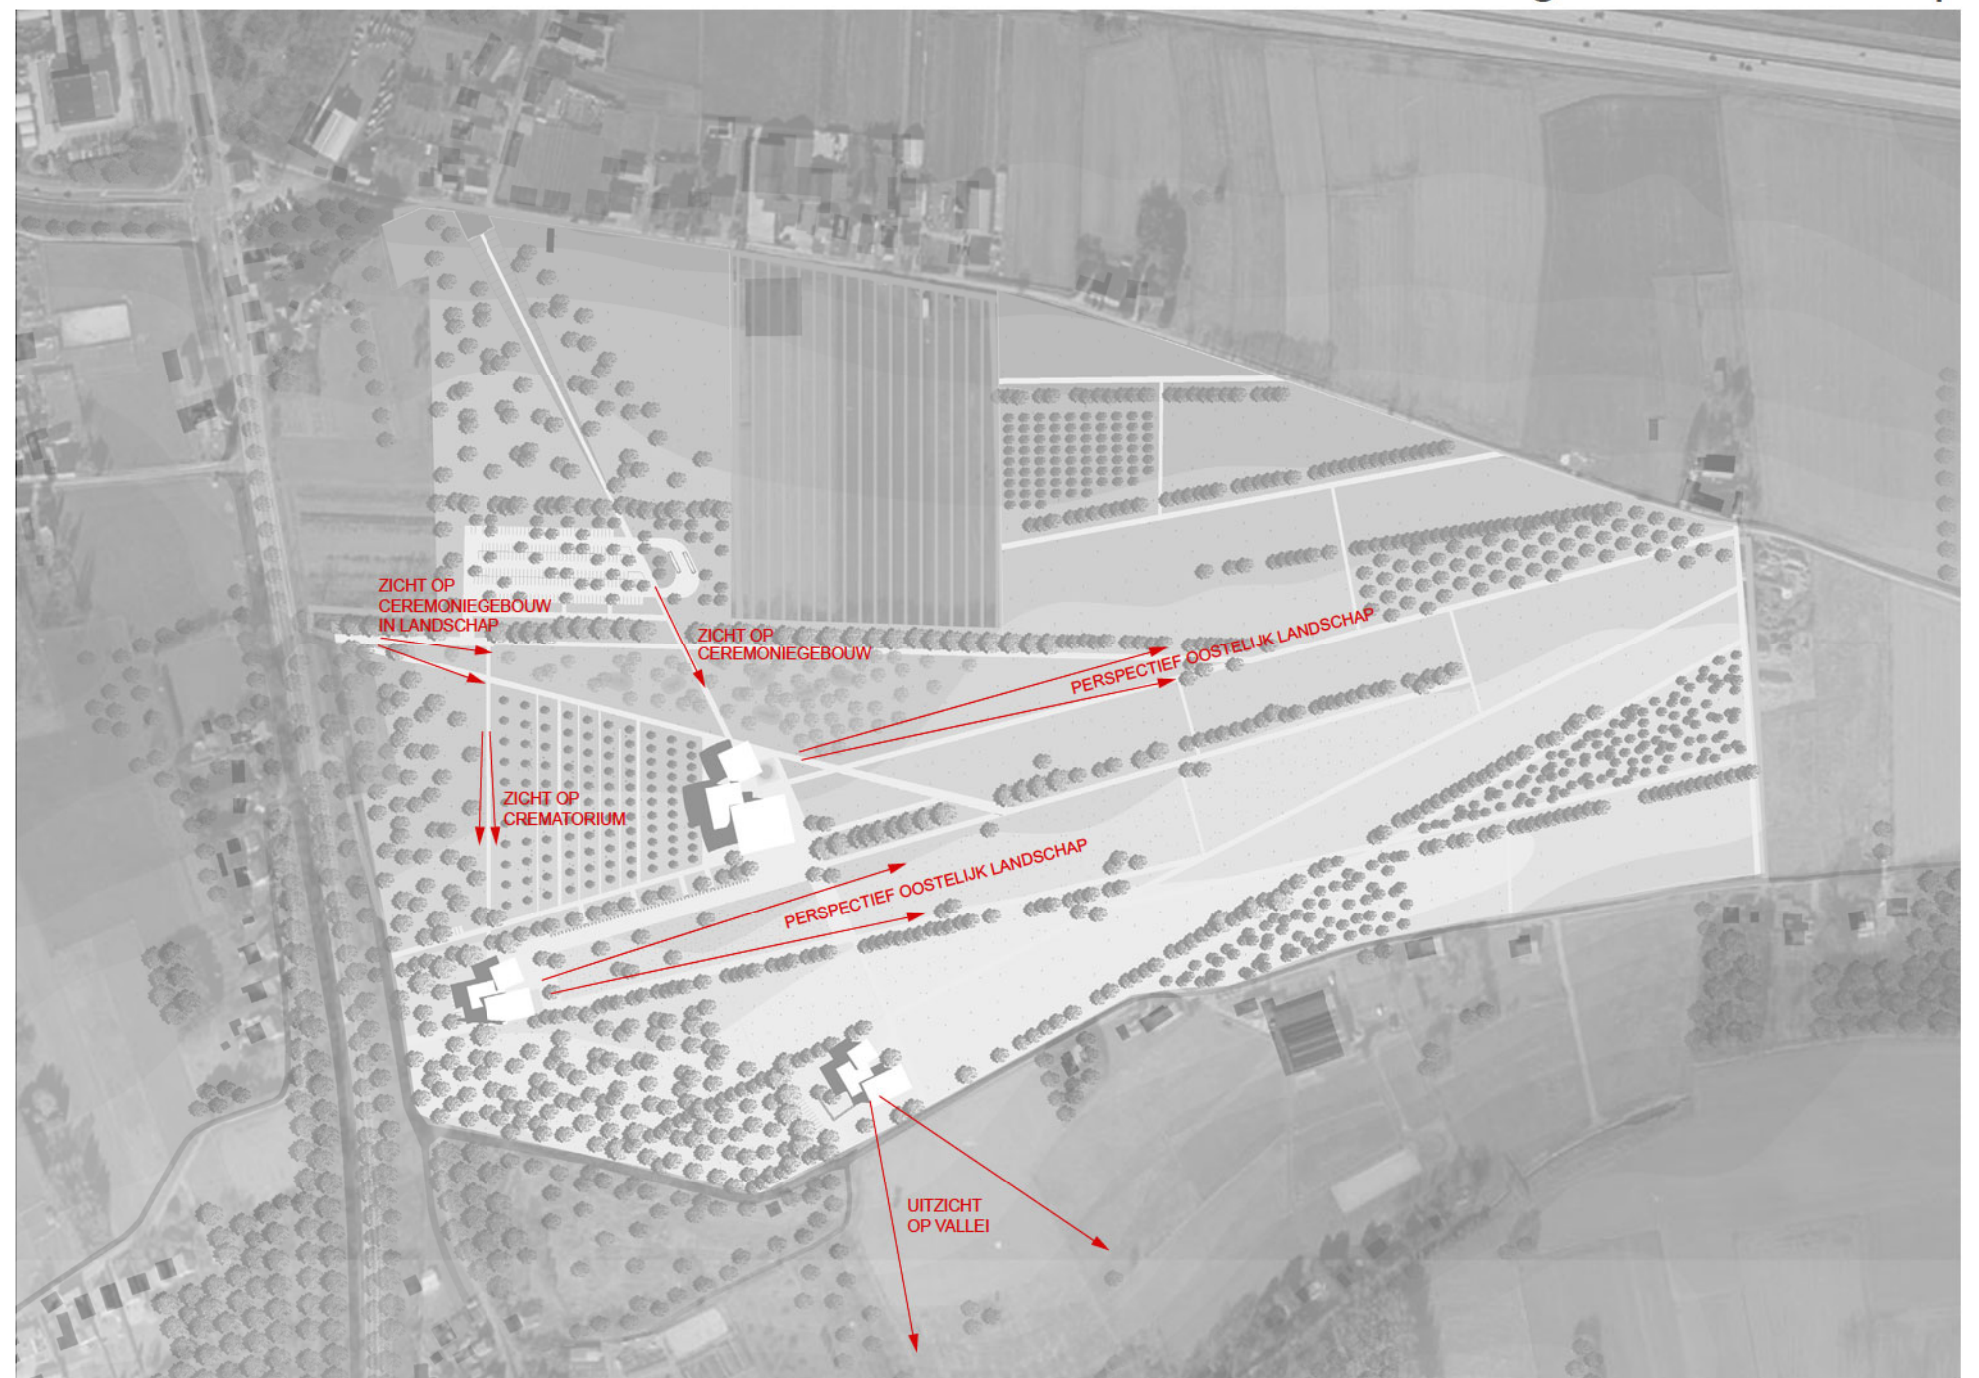 ZICHT OP
CEREMONIEGEBOUW
IN LANDSCHAP
ZICHT OP
CEREMONIEGEBOUW
PERSPECTIEF OOSTELIJK LANDSCHAP
ZICHT OP
CREMATORIUM
PERSPECTIEF OOSTELIJK LANDSCHAP
UITZICHT
OP VALLEI